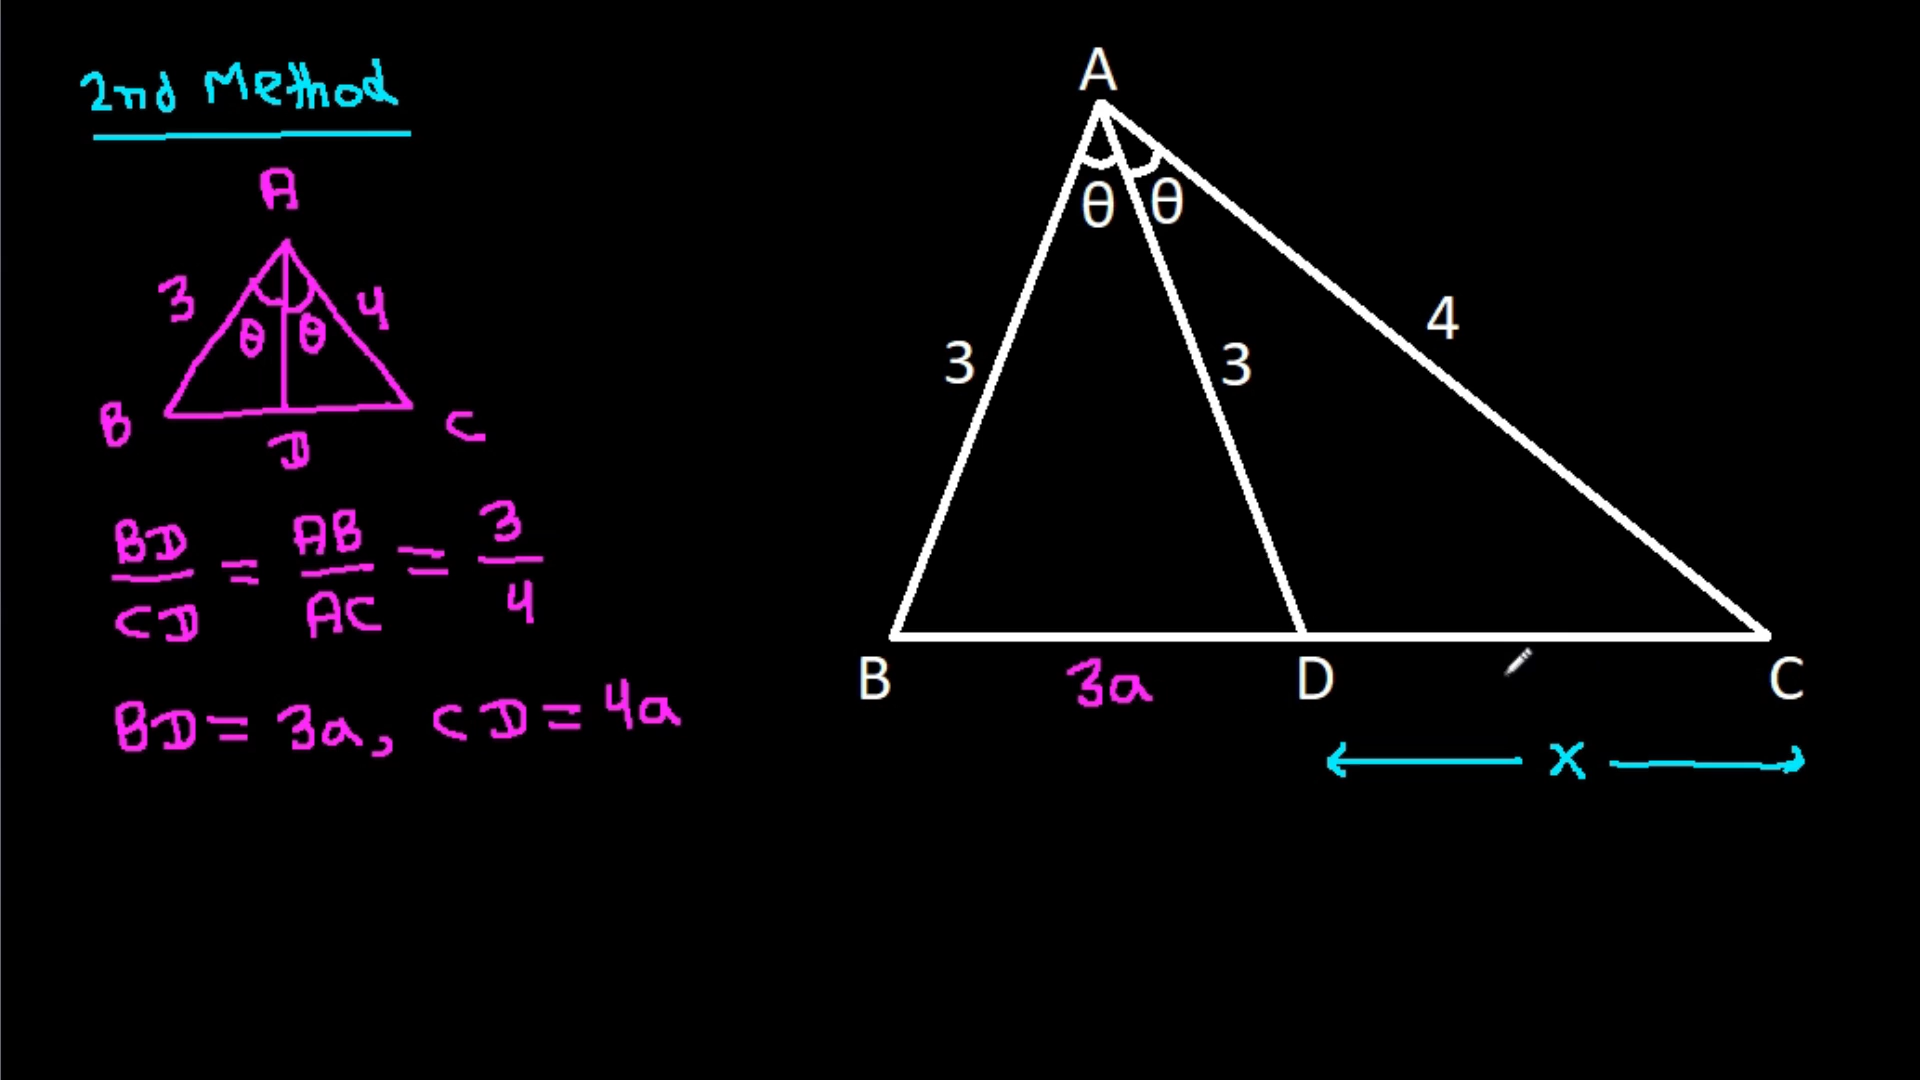 2nd Method
A
3 4
θ θ
B C
D
BD/CD = AB/AC = 3/4
BD = 3a, CD = 4a
A
θ θ
4
3 3
B 3a D C
x